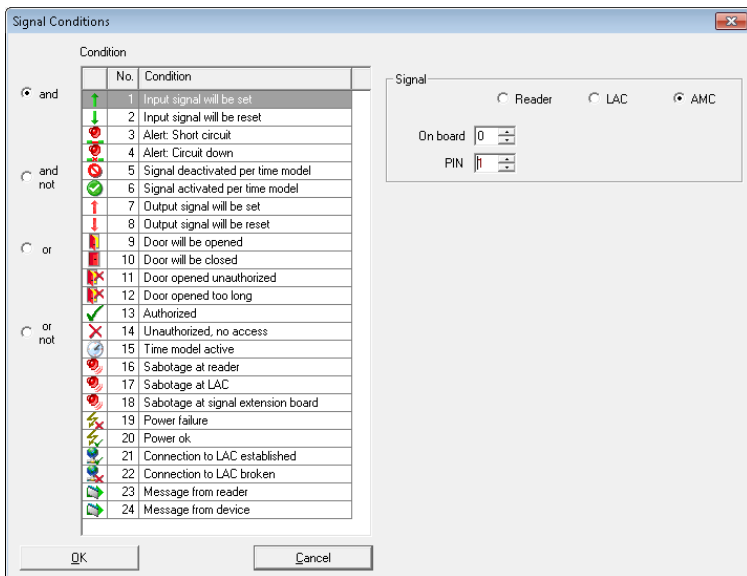 Signal Conditions
Condition
and
and not
or
or not
No. Condition
1 Input signal will be set
2 Input signal will be reset
3 Alert: Short circuit
4 Alert: Circuit down
5 Signal deactivated per time model
6 Signal activated per time model
7 Output signal will be set
8 Output signal will be reset
9 Door will be opened
10 Door will be closed
11 Door opened unauthorized
12 Door opened too long
13 Authorized
14 Unauthorized, no access
15 Time model active
16 Sabotage at reader
17 Sabotage at LAC
18 Sabotage at signal extension board
19 Power failure
20 Power ok
21 Connection to LAC established
22 Connection to LAC broken
23 Message from reader
24 Message from device
Signal
Reader LAC AMC
On board 0
PIN 1
OK Cancel